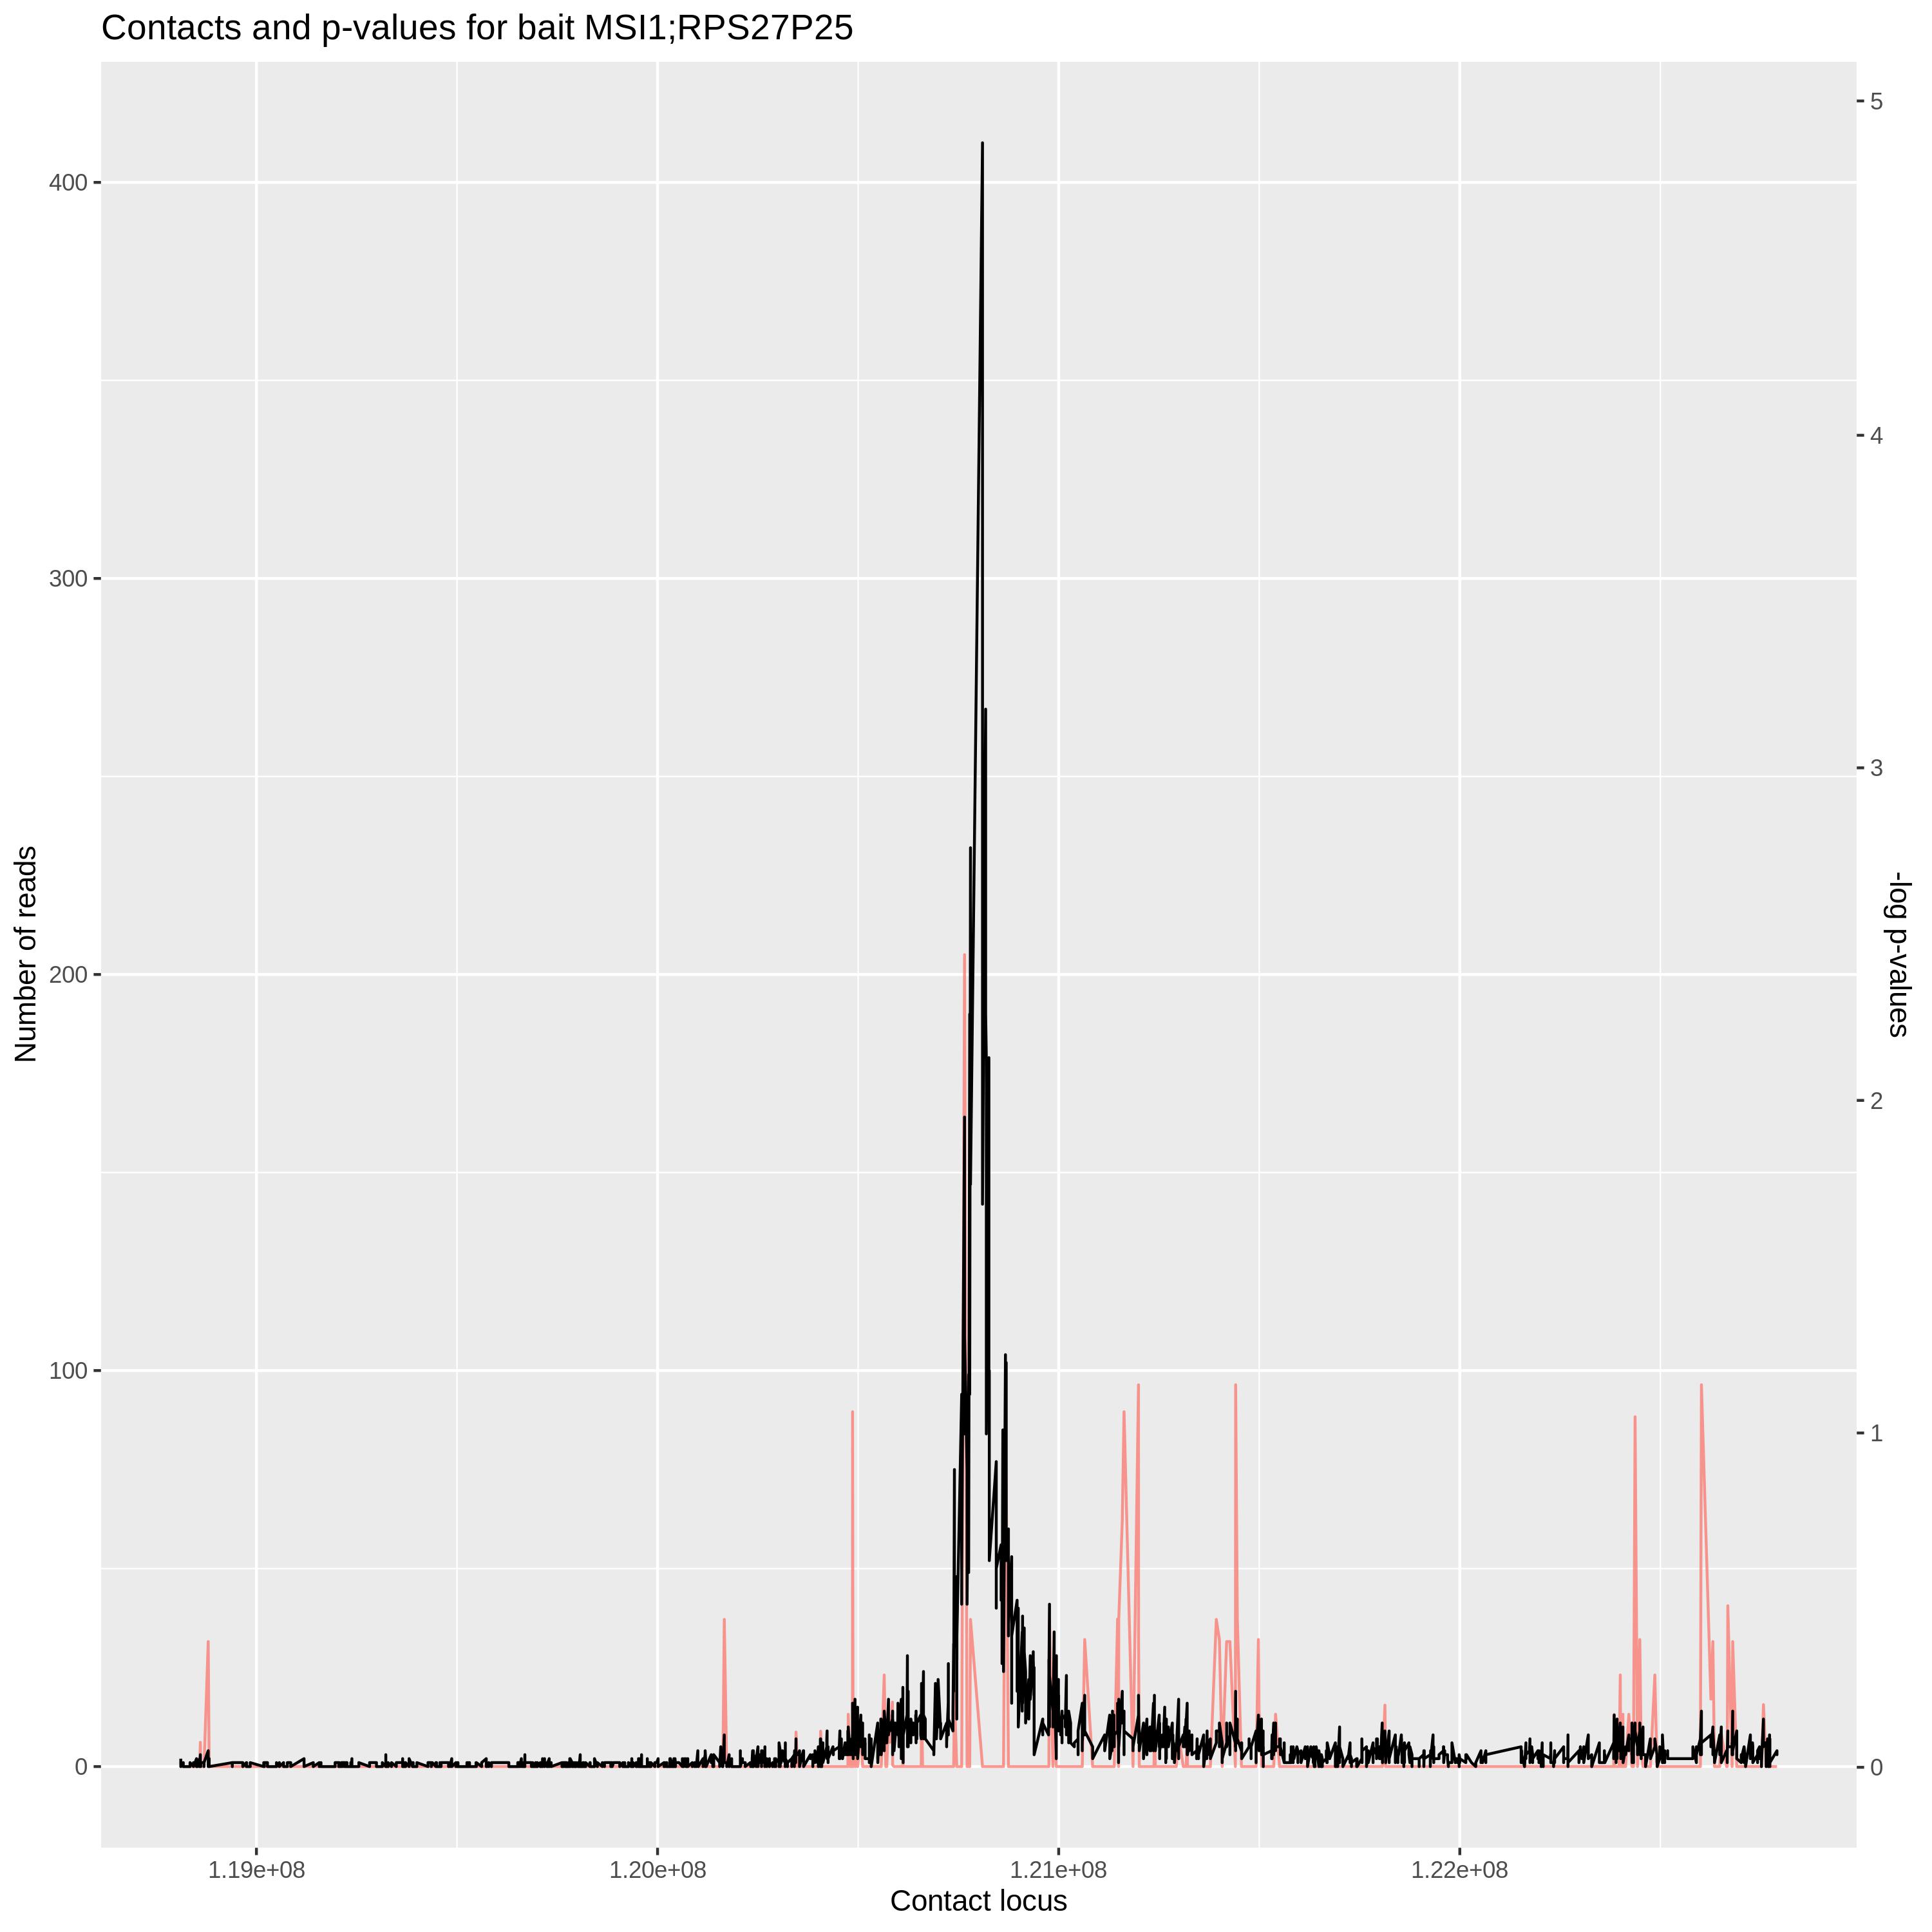 Contacts and p-values for bait MSI1;RPS27P25
Number of reads
400
300
200
100
0
5
4
3
2
1
0
-log p-values
1.19e+08
1.20e+08
1.21e+08
1.22e+08
Contact locus